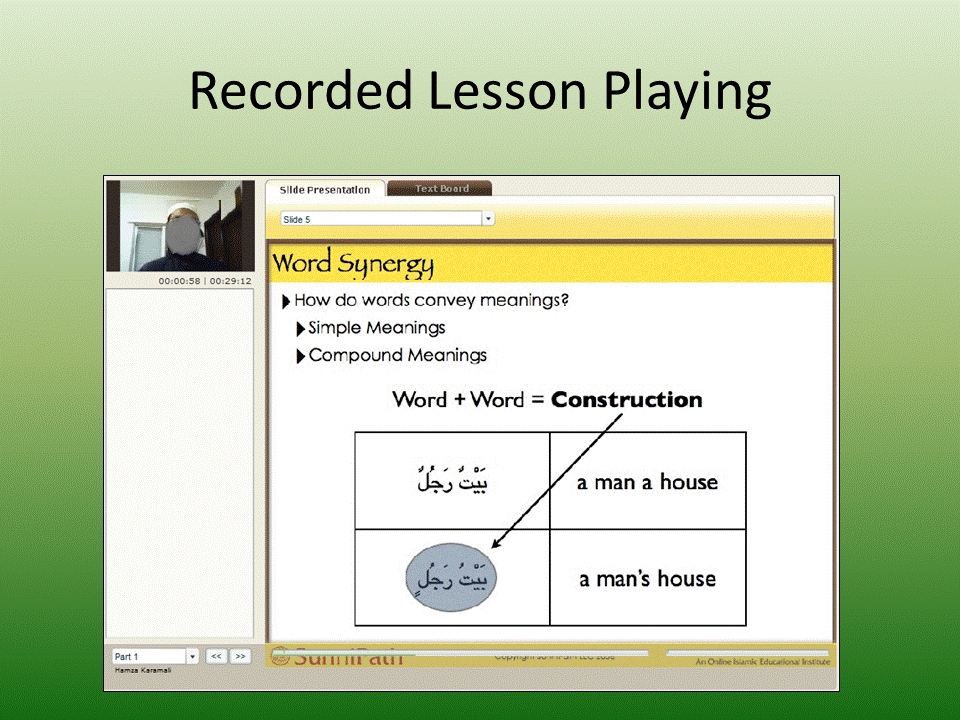 Recorded Lesson Playing
Slide Presentation Text Board
Slide 5
00:00:58 | 00:29:12
Word Synergy
How do words convey meanings?
Simple Meanings
Compound Meanings
Word + Word = Construction
بَيْتٌ رَجُلٌ a man a house
بَيْتُ رَجُلٍ a man's house
Part 1 << >>
Hamza Karamali
SunniPath Copyright An Online Islamic Educational Institute